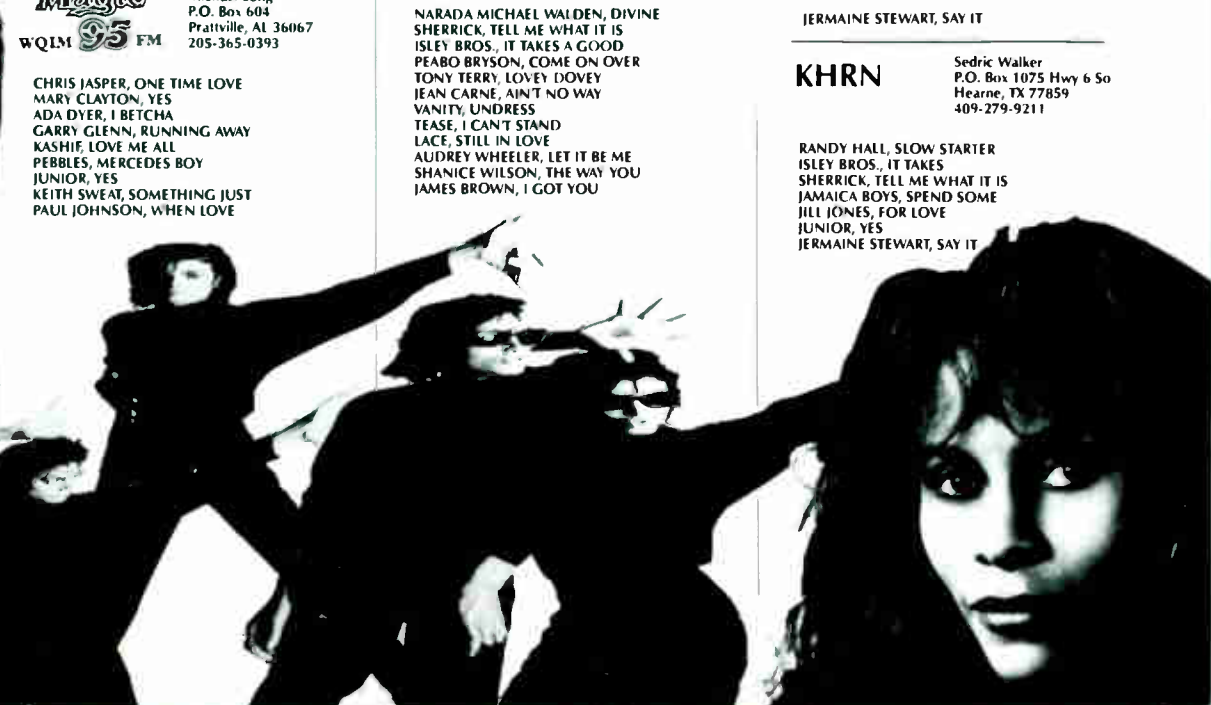 P.O. Box 604
Prattville, AL 36067
WQIM 95 FM
205-365-0393
CHRIS JASPER, ONE TIME LOVE
MARY CLAYTON, YES
ADA DYER, I BETCHA
GARRY GLENN, RUNNING AWAY
KASHIF, LOVE ME ALL
PEBBLES, MERCEDES BOY
JUNIOR, YES
KEITH SWEAT, SOMETHING JUST
PAUL JOHNSON, WHEN LOVE
NARADA MICHAEL WALDEN, DIVINE
SHERRICK, TELL ME WHAT IT IS
ISLEY BROS., IT TAKES A GOOD
PEABO BRYSON, COME ON OVER
TONY TERRY, LOVEY DOVEY
JEAN CARNE, AIN'T NO WAY
VANITY, UNDRESS
TEASE, I CAN'T STAND
LACE, STILL IN LOVE
AUDREY WHEELER, LET IT BE ME
SHANICE WILSON, THE WAY YOU
JAMES BROWN, I GOT YOU
JERMAINE STEWART, SAY IT
KHRN
Sedric Walker
P.O. Box 1075 Hwy 6 So
Hearne, TX 77859
409-279-9211
RANDY HALL, SLOW STARTER
ISLEY BROS., IT TAKES
SHERRICK, TELL ME WHAT IT IS
JAMAICA BOYS, SPEND SOME
JILL JONES, FOR LOVE
JUNIOR, YES
JERMAINE STEWART, SAY IT